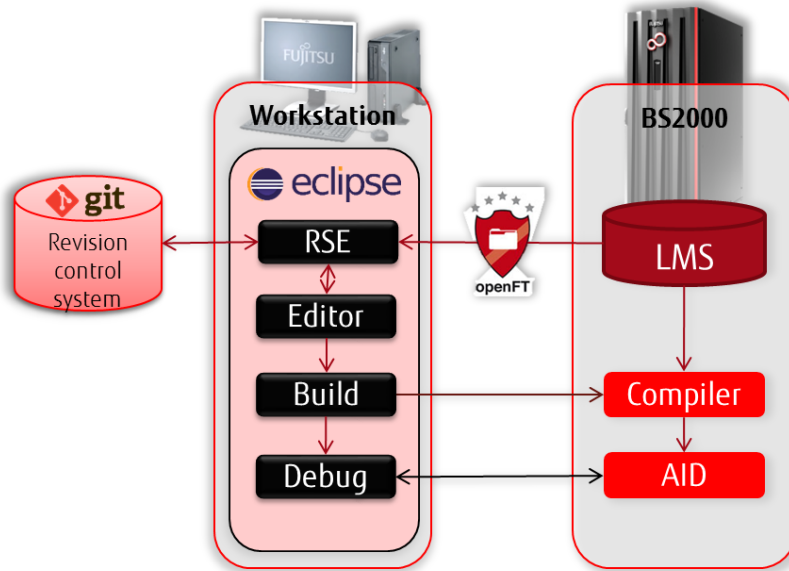 FUJITSU
Workstation
BS2000
eclipse
git
Revision
control
system
RSE
openFT
LMS
Editor
Build
Compiler
Debug
AID